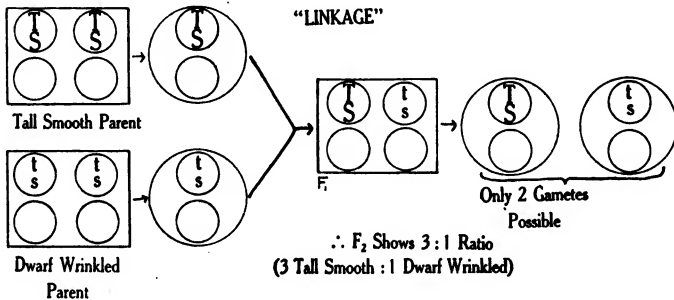 "LINKAGE"
T T
S S
T
S
Tall Smooth Parent
t t
s s
t
s
Dwarf Wrinkled
Parent
T t
S s
F₁
T
S
t
s
Only 2 Gametes
Possible
∴ F₂ Shows 3 : 1 Ratio
(3 Tall Smooth : 1 Dwarf Wrinkled)